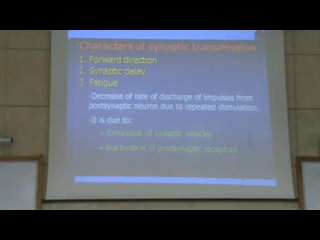 Characters of synaptic transmission
1. Forward direction
2. Synaptic delay
3. Fatigue
-Decrease of rate of discharge of impulses from
postsynaptic neuron due to repeated stimulation.
-It is due to:
Exhaustion of synaptic vesicles
Inactivation of postsynaptic receptors